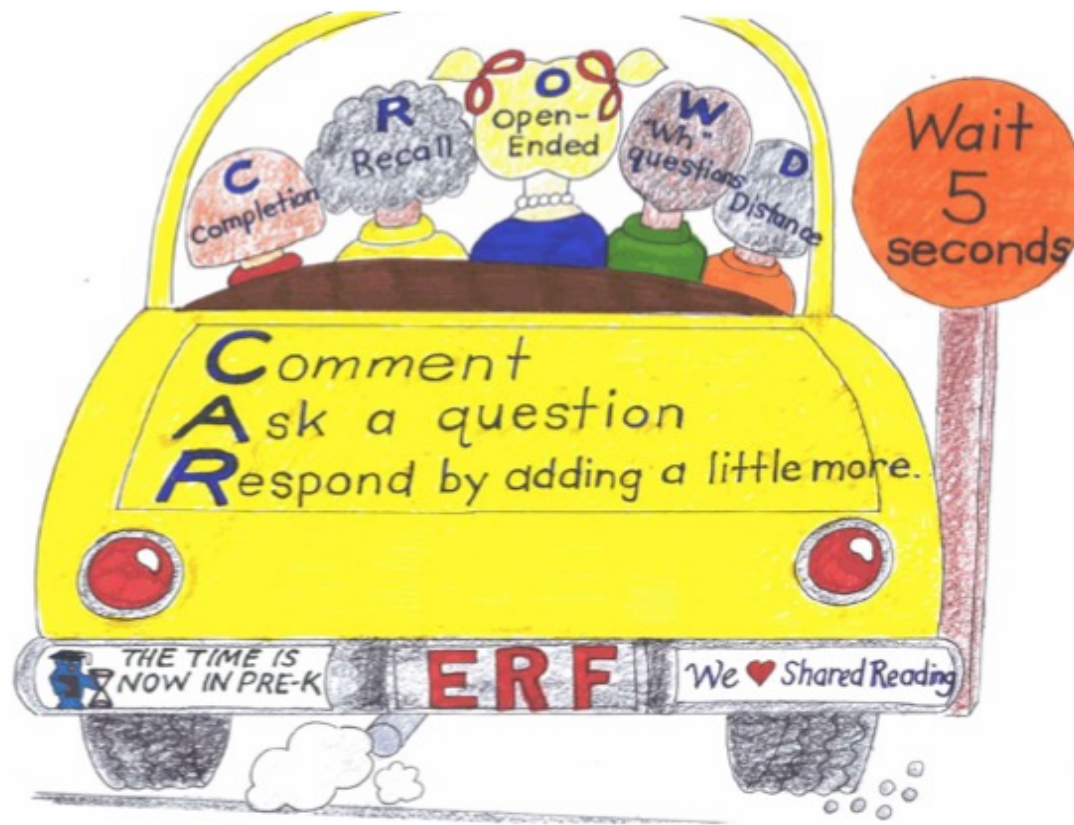 C
Completion
R
Recall
O
Open-
Ended
W
"Wh"
questions
D
Distance
Wait
5
seconds
Comment
Ask a question
Respond by adding a little more.
THE TIME IS
NOW IN PRE-K
ERF
We ♥ Shared Reading